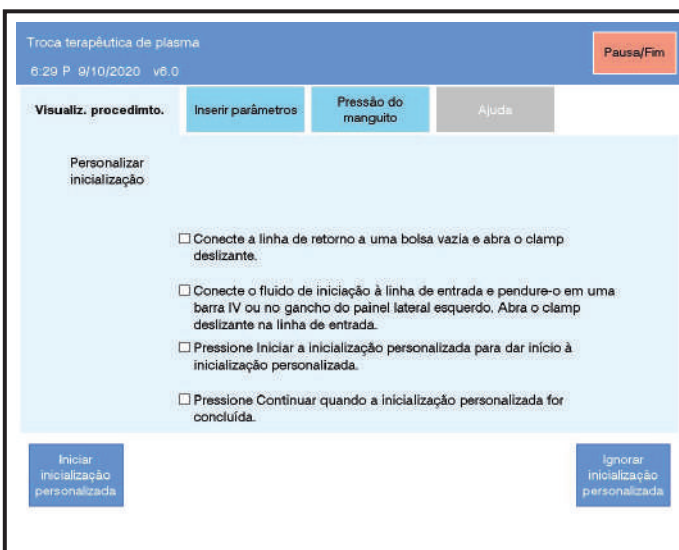 Troca terapêutica de plasma
6:29 P 9/10/2020 v6.0
Pausa/Fim
Visualiz. procedimto.
Inserir parâmetros
Pressão do
manguito
Ajuda
Personalizar
inicialização
Conecte a linha de retorno a uma bolsa vazia e abra o clamp
deslizante.
Conecte o fluido de iniciação à linha de entrada e pendure-o em uma
barra IV ou no gancho do painel lateral esquerdo. Abra o clamp
deslizante na linha de entrada.
Pressione Iniciar a inicialização personalizada para dar início à
inicialização personalizada.
Pressione Continuar quando a inicialização personalizada for
concluída.
Iniciar
inicialização
personalizada
Ignorar
inicialização
personalizada